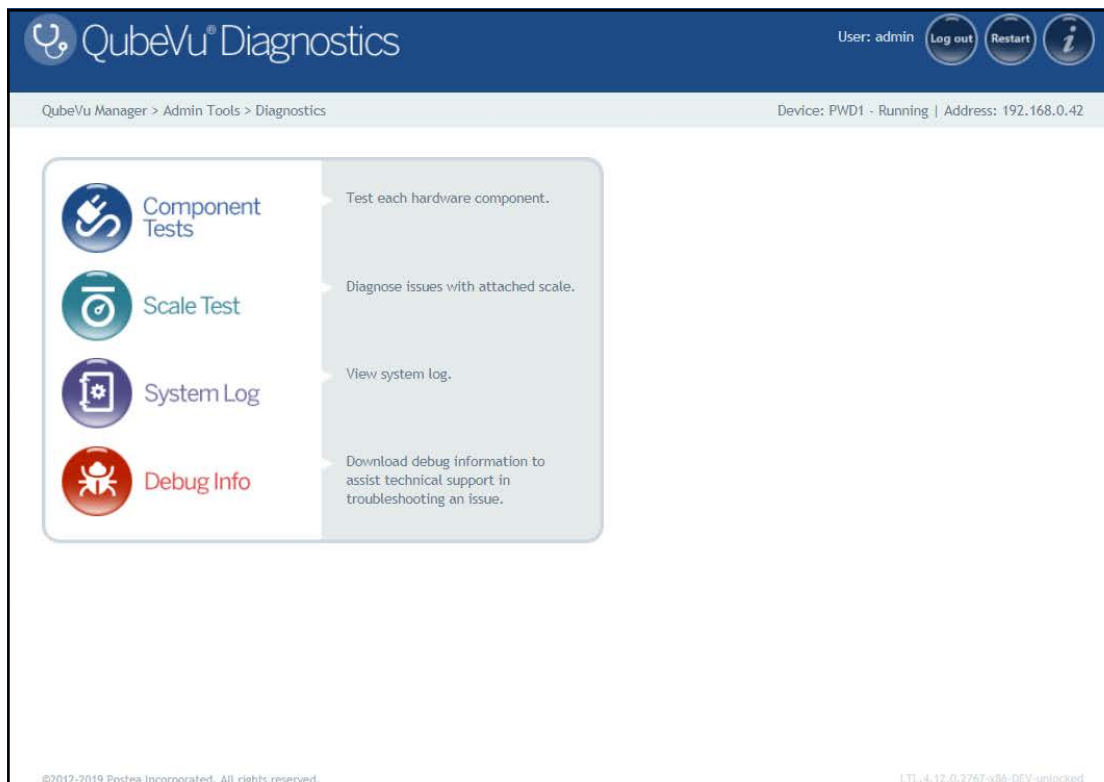 QubeVu® Diagnostics
User: admin
Log out
Restart
i
QubeVu Manager > Admin Tools > Diagnostics
Device: PWD1 - Running | Address: 192.168.0.42
Component
Tests
Test each hardware component.
Scale Test
Diagnose issues with attached scale.
System Log
View system log.
Debug Info
Download debug information to
assist technical support in
troubleshooting an issue.
©2012-2019 Postea Incorporated. All rights reserved.
LTL.4.12.0.2767-x86-DEV-unlocked